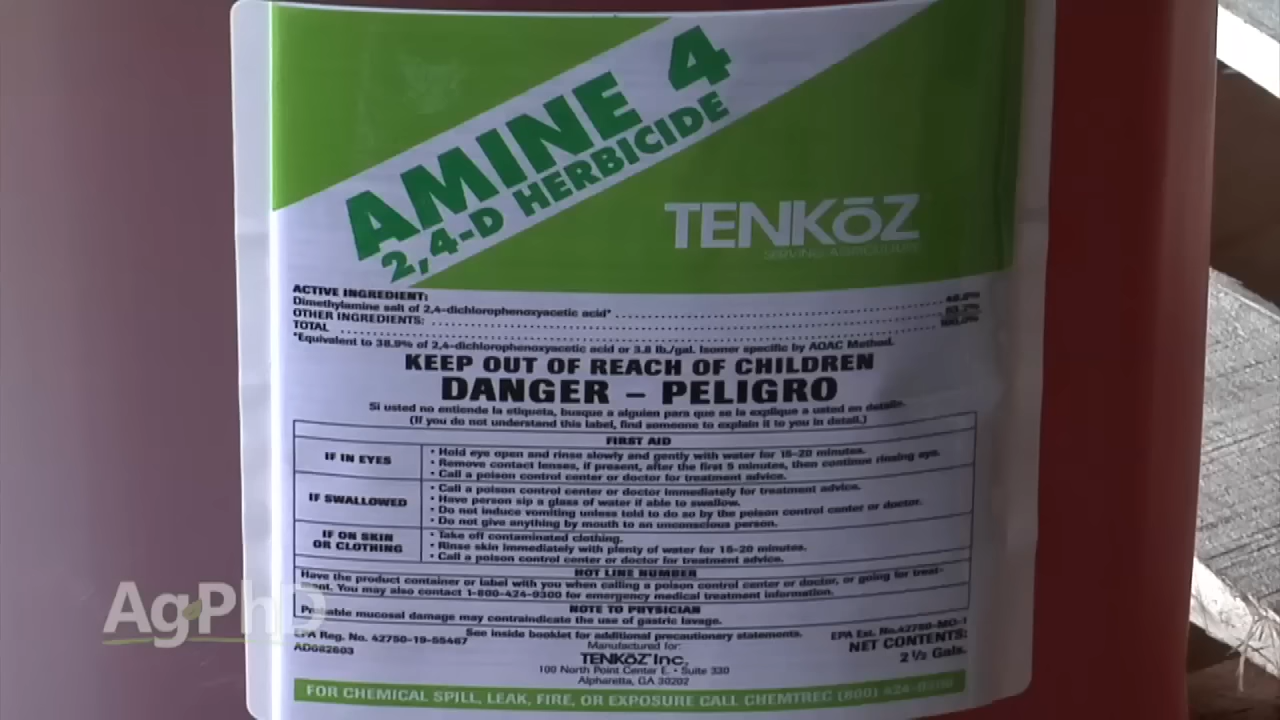 AMINE 4
2,4-D HERBICIDE
TENKōZ
SERVING AGRICULTURE
ACTIVE INGREDIENT:
Dimethylamine salt of 2,4-dichlorophenoxyacetic acid*
OTHER INGREDIENTS:
TOTAL
*Equivalent to 38.9% of 2,4-dichlorophenoxyacetic acid or 3.8 lb./gal. Isomer specific by AOAC Method.
KEEP OUT OF REACH OF CHILDREN
DANGER – PELIGRO
Si usted no entiende la etiqueta, busque a alguien para que se la explique a usted en detalle.
(If you do not understand this label, find someone to explain it to you in detail.)
FIRST AID
IF IN EYES
• Hold eye open and rinse slowly and gently with water for 15-20 minutes.
• Remove contact lenses, if present, after the first 5 minutes, then continue rinsing eye.
• Call a poison control center or doctor for treatment advice.
IF SWALLOWED
• Call a poison control center or doctor immediately for treatment advice.
• Have person sip a glass of water if able to swallow.
• Do not induce vomiting unless told to do so by the poison control center or doctor.
• Do not give anything by mouth to an unconscious person.
IF ON SKIN
OR CLOTHING
• Take off contaminated clothing.
• Rinse skin immediately with plenty of water for 15-20 minutes.
• Call a poison control center or doctor for treatment advice.
HOT LINE NUMBER
Have the product container or label with you when calling a poison control center or doctor, or going for treat-
ment. You may also contact 1-800-424-9300 for emergency medical treatment information.
NOTE TO PHYSICIAN
Probable mucosal damage may contraindicate the use of gastric lavage.
See inside booklet for additional precautionary statements.
EPA Reg. No. 42750-19-55467
AD082603
EPA Est. No.
NET CONTENTS:
2 1/2 Gals.
Manufactured for:
TENKōZ Inc.
100 North Point Center E. • Suite 330
Alpharetta, GA 30202
FOR CHEMICAL SPILL, LEAK, FIRE, OR EXPOSURE CALL CHEMTREC (800) 424-9300
AgPhD